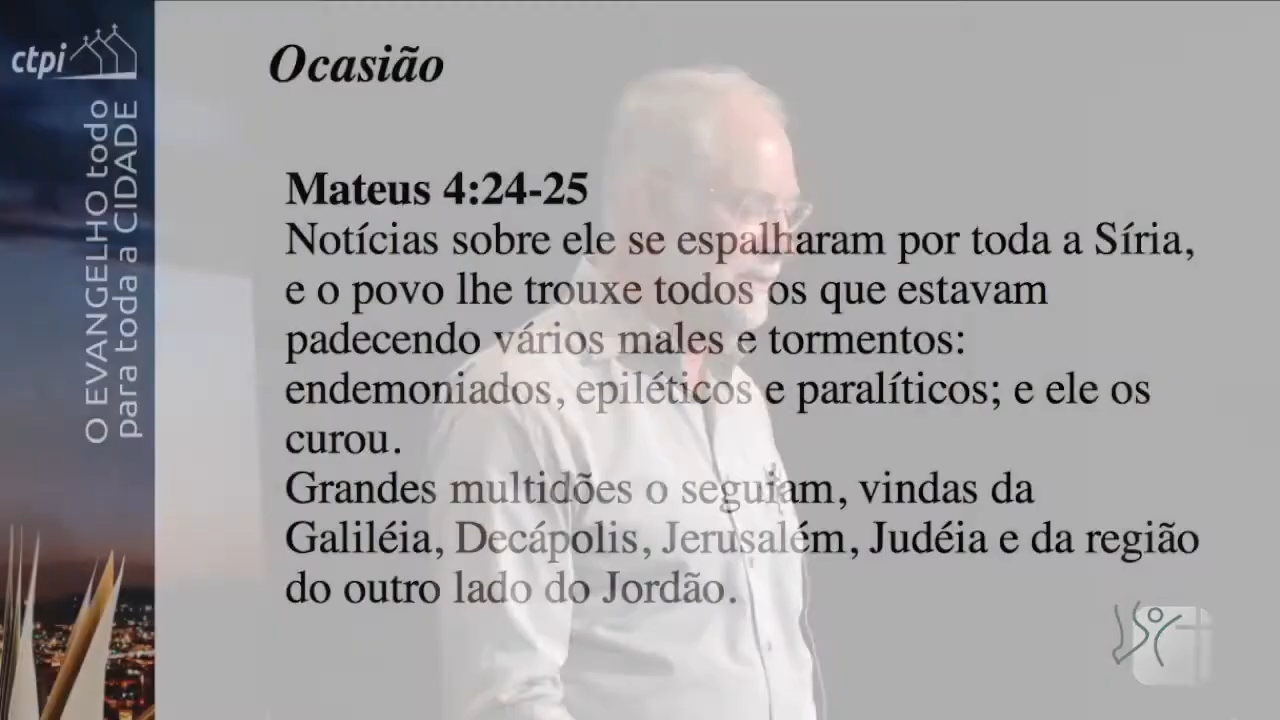 ctpi
O EVANGELHO todo
para toda a CIDADE
Ocasião
Mateus 4:24-25
Notícias sobre ele se espalharam por toda a Síria,
e o povo lhe trouxe todos os que estavam
padecendo vários males e tormentos:
endemoniados, epiléticos e paralíticos; e ele os
curou.
Grandes multidões o seguiam, vindas da
Galiléia, Decápolis, Jerusalém, Judéia e da região
do outro lado do Jordão.